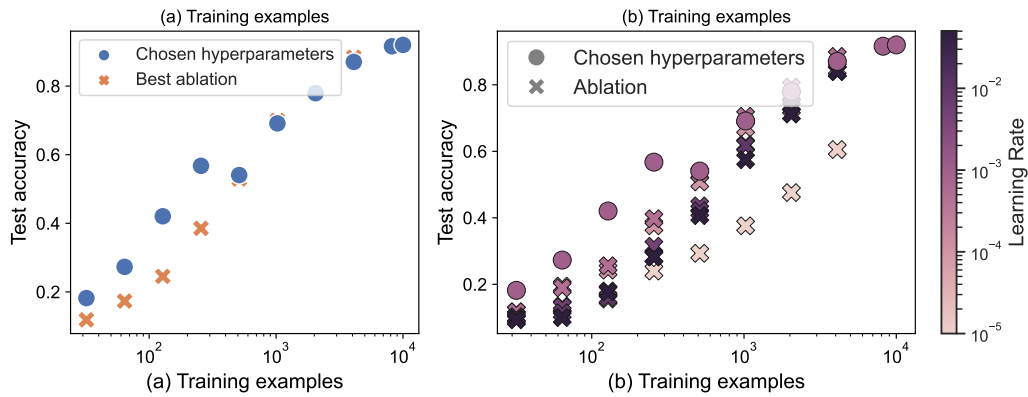 (a) Training examples
Chosen hyperparameters
Best ablation
0.8
0.6
0.4
0.2
Test accuracy
10^2
10^3
10^4
(a) Training examples
(b) Training examples
Chosen hyperparameters
Ablation
0.8
0.6
0.4
0.2
Test accuracy
10^2
10^3
10^4
(b) Training examples
10^-2
10^-3
10^-4
10^-5
Learning Rate